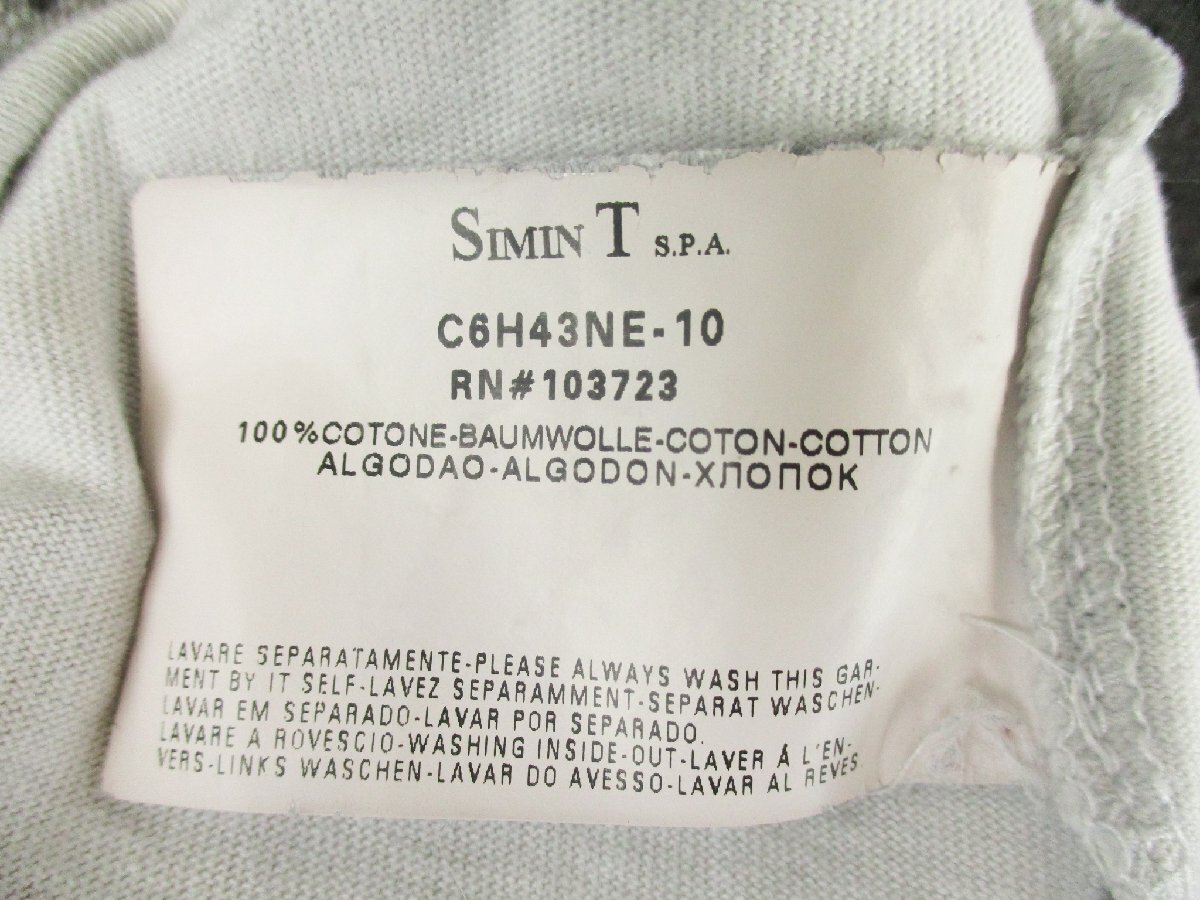 SIMIN T S.P.A.
C6H43NE-10
RN#103723
100%COTONE-BAUMWOLLE-COTON-COTTON
ALGODAO-ALGODON-ХЛОПОК
LAVARE SEPARATAMENTE-PLEASE ALWAYS WASH THIS GAR-
MENT BY IT SELF-LAVEZ SEPARAMMENT-SEPARAT WASCHEN-
LAVAR EM SEPARADO-LAVAR POR SEPARADO.
LAVARE A ROVESCIO-WASHING INSIDE-OUT-LAVER Á L'EN-
VERS-LINKS WASCHEN-LAVAR DO AVESSO-LAVAR AL RÉVES